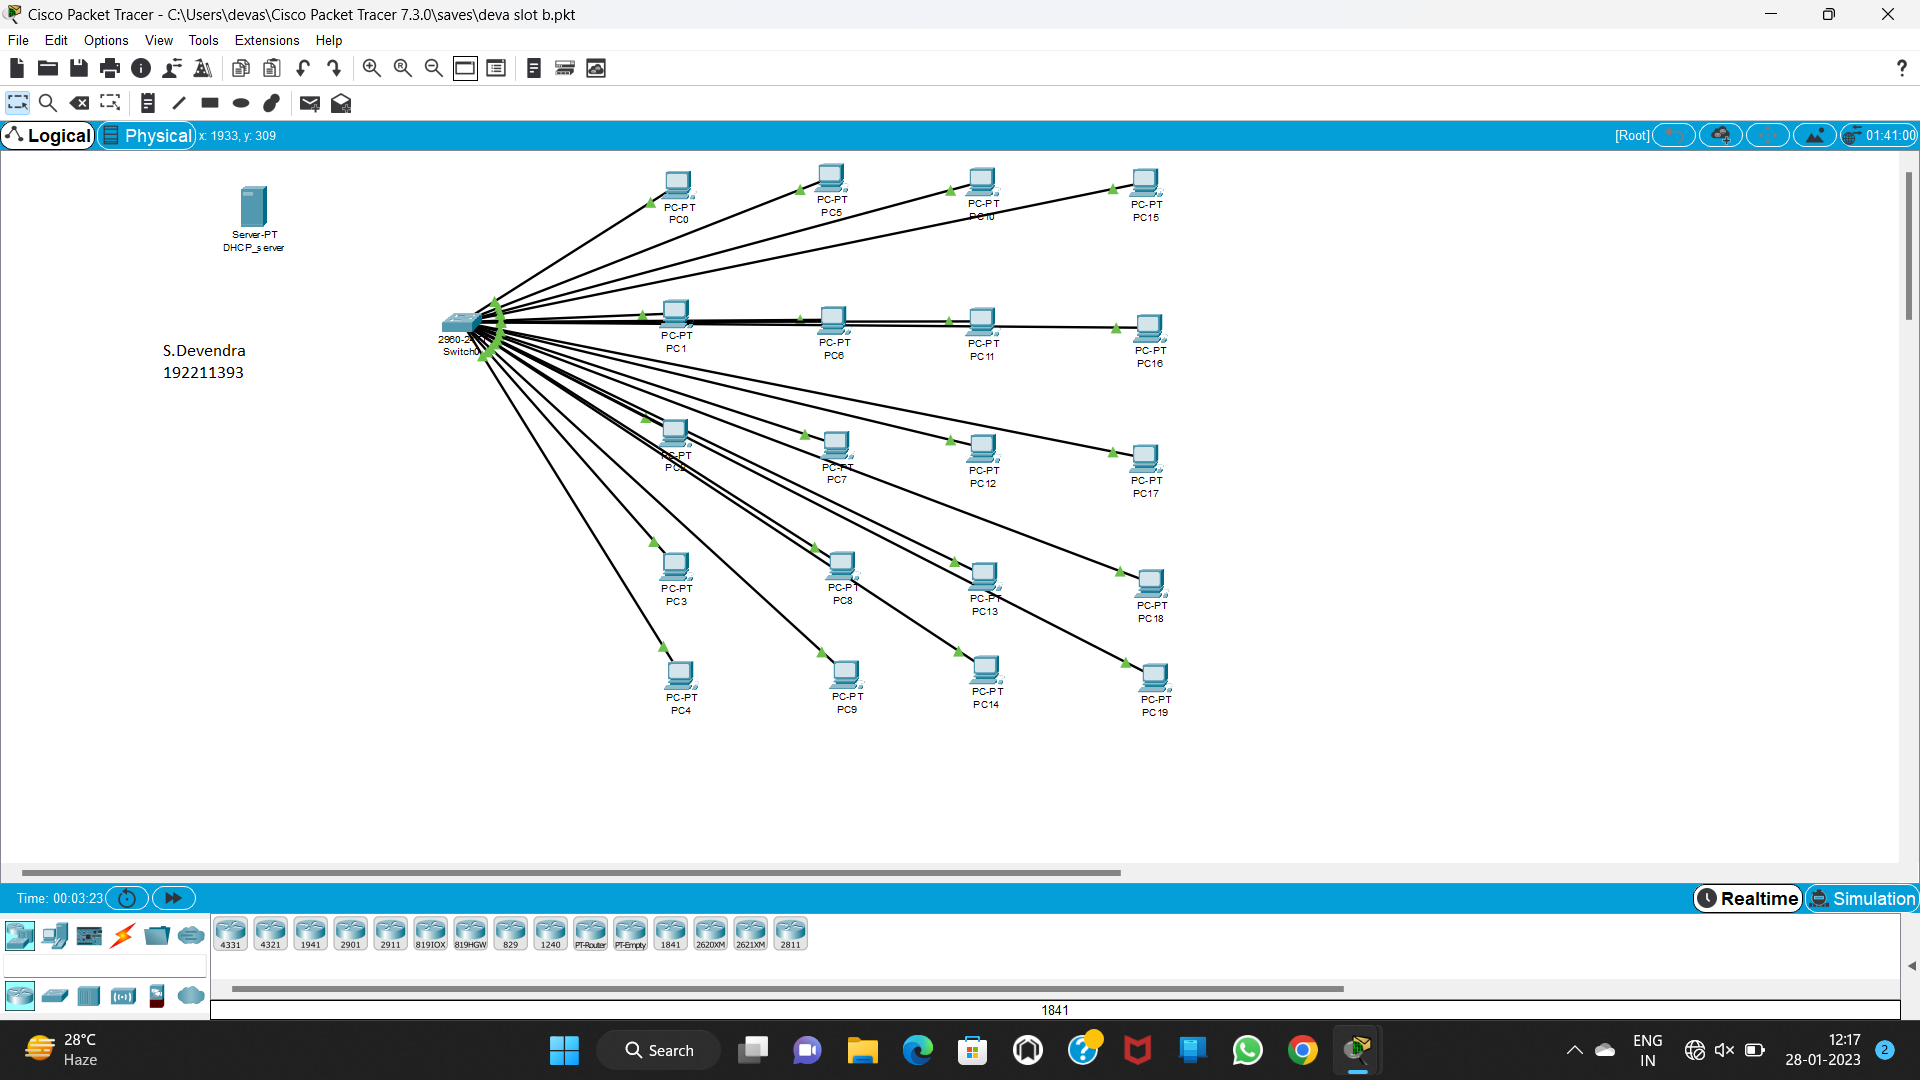 Cisco Packet Tracer - C:\Users\devas\Cisco Packet Tracer 7.3.0\saves\deva slot b.pkt
File Edit Options View Tools Extensions Help
?
Logical Physical x: 1933, y: 309 [Root] 01:41:00
Server-PT
DHCP_server
S.Devendra
192211393
Switch0
PC-PT
PC0
PC-PT
PC5
PC-PT
PC10
PC-PT
PC15
PC-PT
PC1
PC-PT
PC6
PC-PT
PC11
PC-PT
PC16
PC-PT
PC2
PC-PT
PC7
PC-PT
PC12
PC-PT
PC17
PC-PT
PC3
PC-PT
PC8
PC-PT
PC13
PC-PT
PC18
PC-PT
PC4
PC-PT
PC9
PC-PT
PC14
PC-PT
PC19
Time: 00:03:23 Realtime Simulation
4331 4321 1941 2901 2911 819IOX 819HGW 829 1240 PT-Router PT-Empty 1841 2620XM 2621XM 2811
1841
28°C
Haze
Search
ENG
IN
12:17
28-01-2023
2